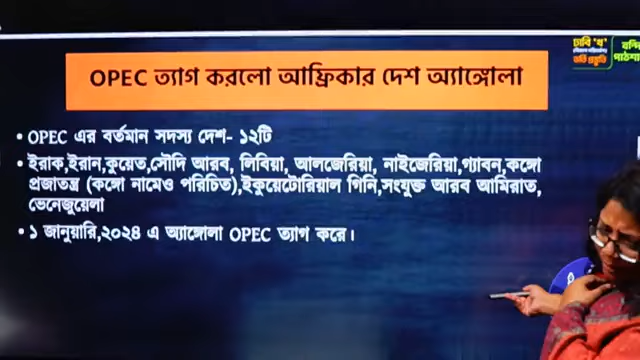 ঢাবি 'খ'
OPEC ত্যাগ করলো আফ্রিকার দেশ অ্যাঙ্গোলা
• OPEC এর বর্তমান সদস্য দেশ- ১২টি
• ইরাক,ইরান,কুয়েত,সৌদি আরব, লিবিয়া, আলজেরিয়া, নাইজেরিয়া,গ্যাবন,কঙ্গো
প্রজাতন্ত্র (কঙ্গো নামেও পরিচিত),ইকুয়েটোরিয়াল গিনি,সংযুক্ত আরব আমিরাত,
ভেনেজুয়েলা
• ১ জানুয়ারি,২০২৪ এ অ্যাঙ্গোলা OPEC ত্যাগ করে।